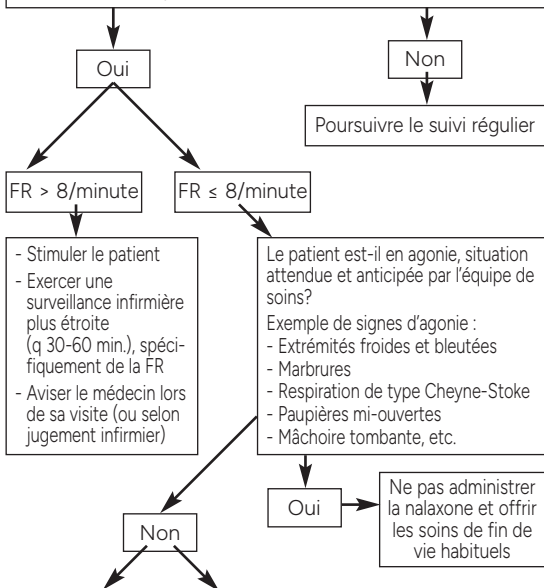 Oui
Non
Poursuivre le suivi régulier
FR > 8/minute
FR ≤ 8/minute
- Stimuler le patient
- Exercer une
surveillance infirmière
plus étroite
(q 30-60 min.), spéci-
fiquement de la FR
- Aviser le médecin lors
de sa visite (ou selon
jugement infirmier)
Le patient est-il en agonie, situation
attendue et anticipée par l'équipe de
soins?
Exemple de signes d'agonie :
- Extrémités froides et bleutées
- Marbrures
- Respiration de type Cheyne-Stoke
- Paupières mi-ouvertes
- Mâchoire tombante, etc.
Oui
Ne pas administrer
la nalaxone et offrir
les soins de fin de
vie habituels
Non